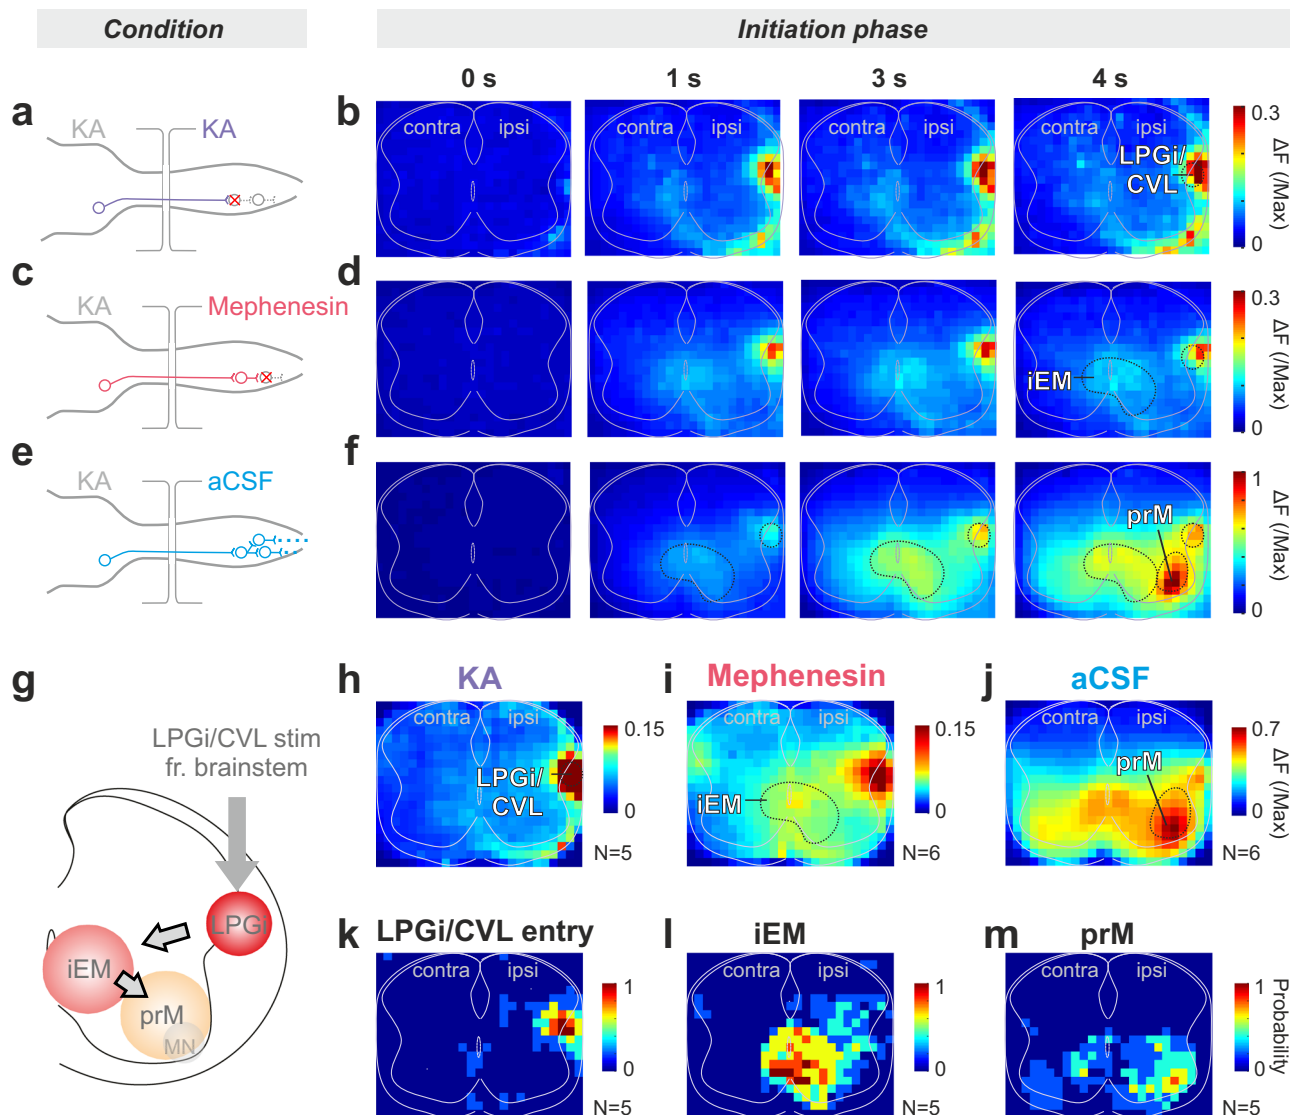 Condition
Initiation phase
0 s 1 s 3 s 4 s
a
KA KA
b
contra ipsi
contra ipsi
contra ipsi
contra ipsi
LPGi/
CVL
0.3
0
ΔF (/Max)
c
KA Mephenesin
d
iEM
0.3
0
ΔF (/Max)
e
KA aCSF
f
prM
1
0
ΔF (/Max)
g
LPGi/CVL stim
fr. brainstem
LPGi
iEM
prM
MN
h
KA
contra ipsi
LPGi/
CVL
0.15
0
N=5
i
Mephenesin
contra ipsi
iEM
0.15
0
N=6
j
aCSF
contra ipsi
prM
0.7
0
ΔF (/Max)
N=6
k
LPGi/CVL entry
contra ipsi
1
0
N=5
l
iEM
contra ipsi
1
0
N=5
m
prM
contra ipsi
1
0
Probability
N=5